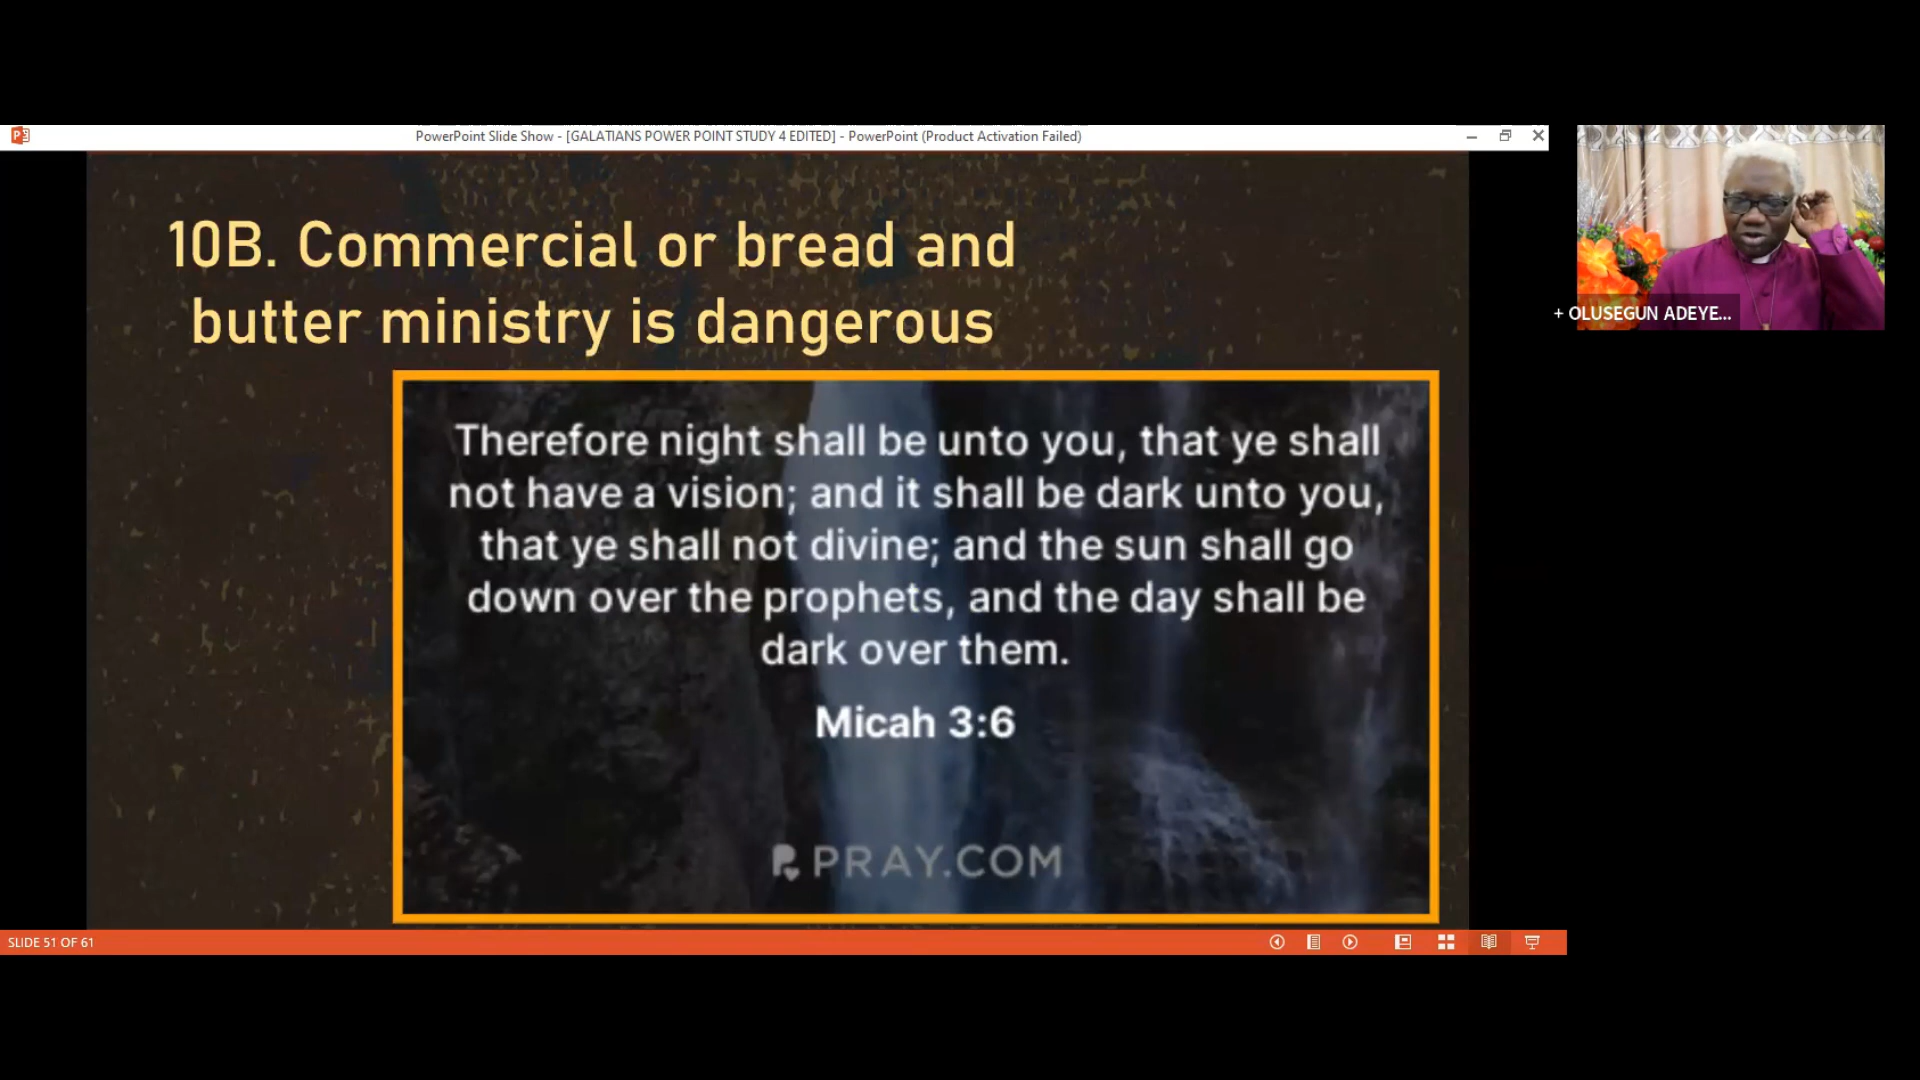 PowerPoint Slide Show - [GALATIANS POWER POINT STUDY 4 EDITED] - PowerPoint (Product Activation Failed)
10B. Commercial or bread and
butter ministry is dangerous
Therefore night shall be unto you, that ye shall
not have a vision; and it shall be dark unto you,
that ye shall not divine; and the sun shall go
down over the prophets, and the day shall be
dark over them.
Micah 3:6
PRAY.COM
SLIDE 51 OF 61
+ OLUSEGUN ADEYE...